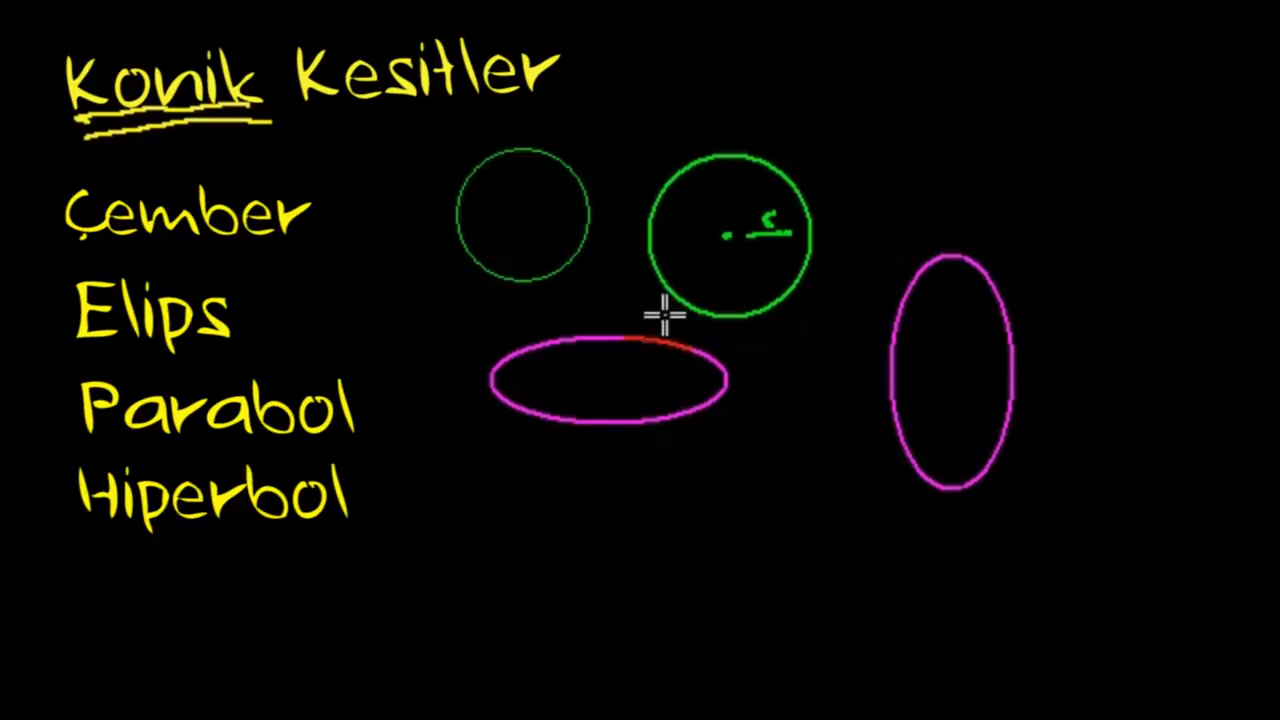 Konik Kesitler
Çember
r
Elips
Parabol
Hiperbol